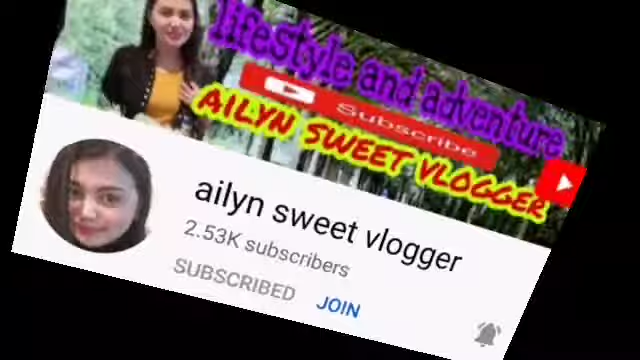 lifestyle and adventure
Subscribe
AILYN SWEET VLOGGER
ailyn sweet vlogger
2.53K subscribers
SUBSCRIBED JOIN